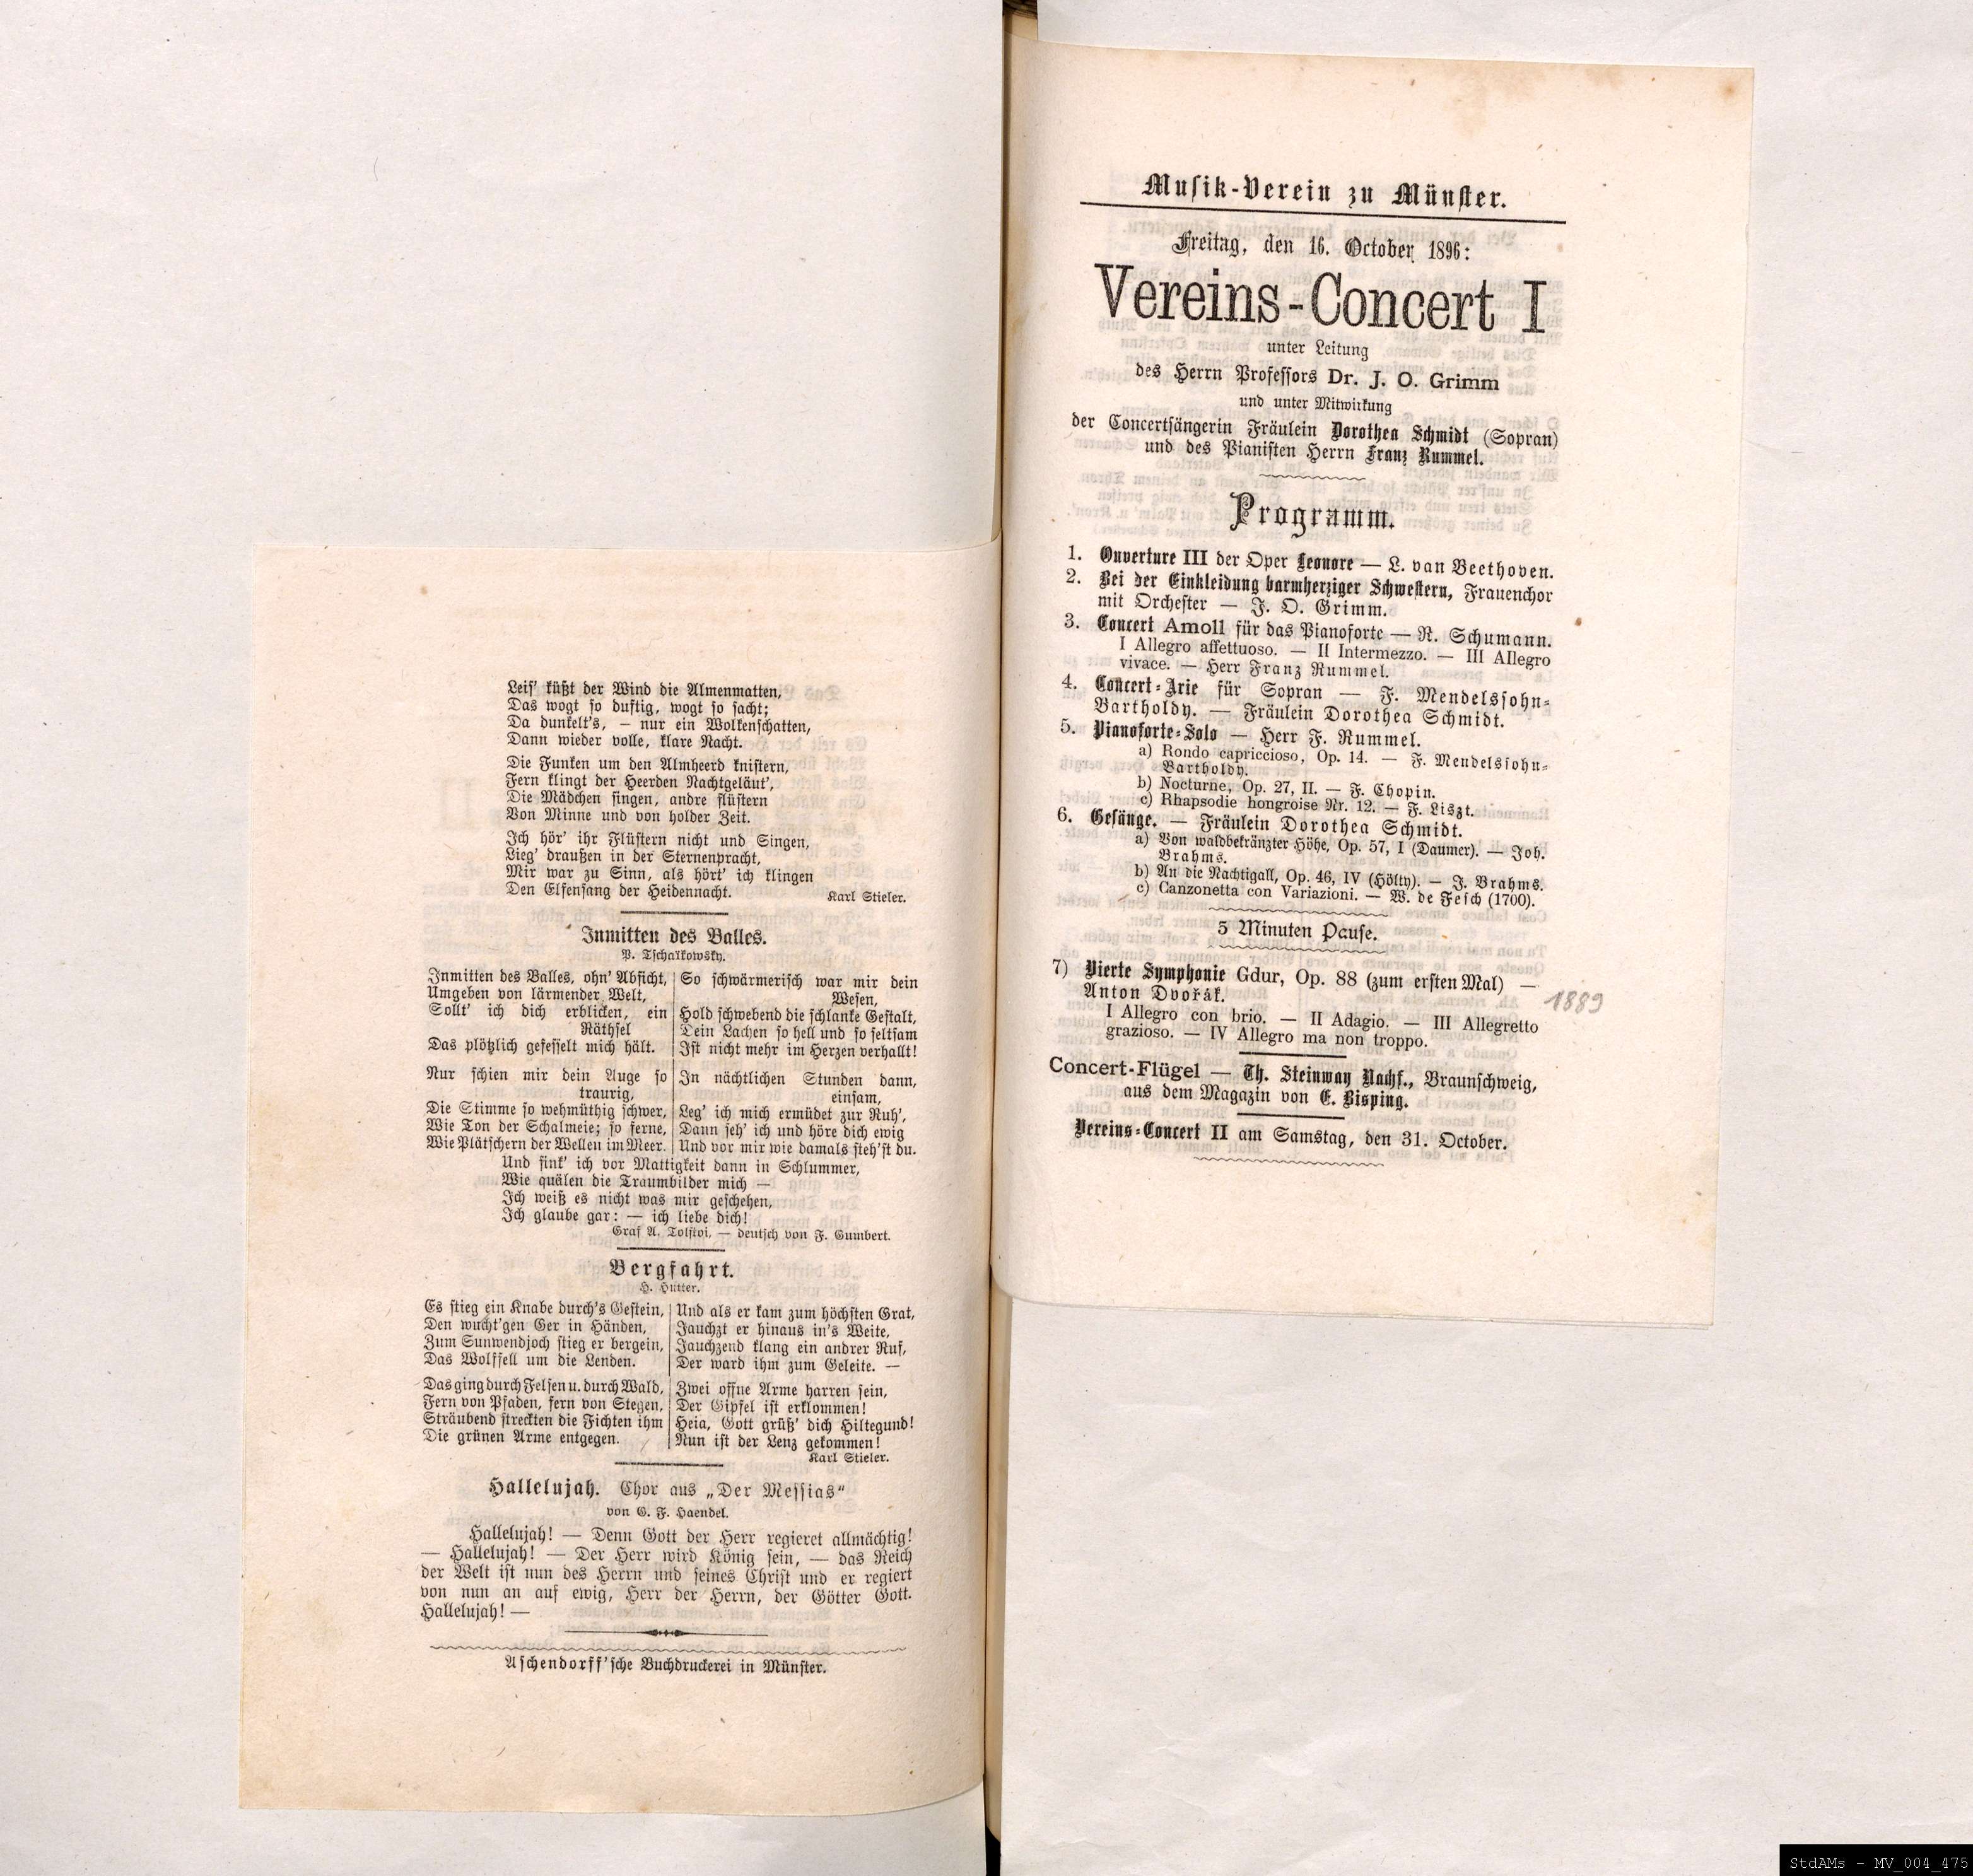 Leis' küßt der Wind die Almenmatten,
Das wogt so duftig, wogt so sacht;
Da dunkelt's, – nur ein Wolkenschatten,
Dann wieder volle, klare Nacht.
Die Funken um den Almheerd knistern,
Fern klingt der Heerden Nachtgeläut',
Die Mädchen singen, andre flüstern
Von Minne und von holder Zeit.
Ich hör' ihr Flüstern nicht und Singen,
Lieg' draußen in der Sternenpracht,
Mir war zu Sinn, als hört' ich klingen
Den Elfensang der Heidennacht.
Karl Stieler.
Inmitten des Balles.
P. Tschaikowsky.
Inmitten des Balles, ohn' Absicht,
Umgeben von lärmender Welt,
Sollt' ich dich erblicken, ein
Räthsel
Das plötzlich gefesselt mich hält.
Nur schien mir dein Auge so
traurig,
Die Stimme so wehmüthig schwer,
Wie Ton der Schalmeie; so ferne,
Wie Plätschern der Wellen im Meer.
So schwärmerisch war mir dein
Wesen,
Hold schwebend die schlanke Gestalt,
Dein Lachen so hell und so seltsam
Ist nicht mehr im Herzen verhallt!
In nächtlichen Stunden dann,
einsam,
Leg' ich mich ermüdet zur Ruh',
Dann seh' ich und höre dich ewig
Und vor mir wie damals steh'st du.
Und sink' ich vor Mattigkeit dann in Schlummer,
Wie quälen die Traumbilder mich —
Ich weiß es nicht was mir geschehen,
Ich glaube gar: — ich liebe dich!
Graf A. Tolstoi, — deutsch von F. Gumbert.
Bergfahrt.
H. Hutter.
Es stieg ein Knabe durch's Gestein,
Den wucht'gen Ger in Händen,
Zum Sunwendjoch stieg er bergein,
Das Wolfsfell um die Lenden.
Das ging durch Felsen u. durch Wald,
Fern von Pfaden, fern von Stegen,
Sträubend streckten die Fichten ihm
Die grünen Arme entgegen.
Und als er kam zum höchsten Grat,
Jauchzt er hinaus in's Weite,
Jauchzend klang ein andrer Ruf,
Der ward ihm zum Geleite. —
Zwei offne Arme harren sein,
Der Gipfel ist erklommen!
Heia, Gott grüß' dich Hiltegund!
Nun ist der Lenz gekommen!
Karl Stieler.
Hallelujah. Chor aus „Der Messias“
von G. F. Haendel.
Hallelujah! — Denn Gott der Herr regieret allmächtig!
— Hallelujah! — Der Herr wird König sein, — das Reich
der Welt ist nun des Herrn und seines Christ und er regiert
von nun an auf ewig, Herr der Herrn, der Götter Gott.
Hallelujah! —
Aschendorff'sche Buchdruckerei in Münster.
Musik-Verein zu Münster.
Freitag, den 16. October 1896:
Vereins-Concert I
unter Leitung
des Herrn Professors Dr. J. O. Grimm
und unter Mitwirkung
der Concertsängerin Fräulein Dorothea Schmidt (Sopran)
und des Pianisten Herrn Franz Rummel.
Programm.
1. Ouverture III der Oper Leonore — L. van Beethoven.
2. Bei der Einkleidung barmherziger Schwestern, Frauenchor
mit Orchester — J. O. Grimm.
3. Concert Amoll für das Pianoforte — R. Schumann.
I Allegro affettuoso. — II Intermezzo. — III Allegro
vivace. — Herr Franz Rummel.
4. Concert-Arie für Sopran — F. Mendelssohn-
Bartholdy. — Fräulein Dorothea Schmidt.
5. Pianoforte-Solo — Herr F. Rummel.
a) Rondo capriccioso, Op. 14. — F. Mendelssohn-
Bartholdy.
b) Nocturne, Op. 27, II. — F. Chopin.
c) Rhapsodie hongroise Nr. 12. — F. Liszt.
6. Gesänge. — Fräulein Dorothea Schmidt.
a) Von waldbekränzter Höhe, Op. 57, I (Daumer). — Joh.
Brahms.
b) An die Nachtigall, Op. 46, IV (Hölty). — J. Brahms.
c) Canzonetta con Variazioni. — W. de Fesch (1700).
5 Minuten Pause.
7) Vierte Symphonie Gdur, Op. 88 (zum ersten Mal) —
Anton Dvořák.
1889
I Allegro con brio. — II Adagio. — III Allegretto
grazioso. — IV Allegro ma non troppo.
Concert-Flügel — Th. Steinway Nachf., Braunschweig,
aus dem Magazin von E. Bisping.
Vereins-Concert II am Samstag, den 31. October.
StdAMs - MV_004_475